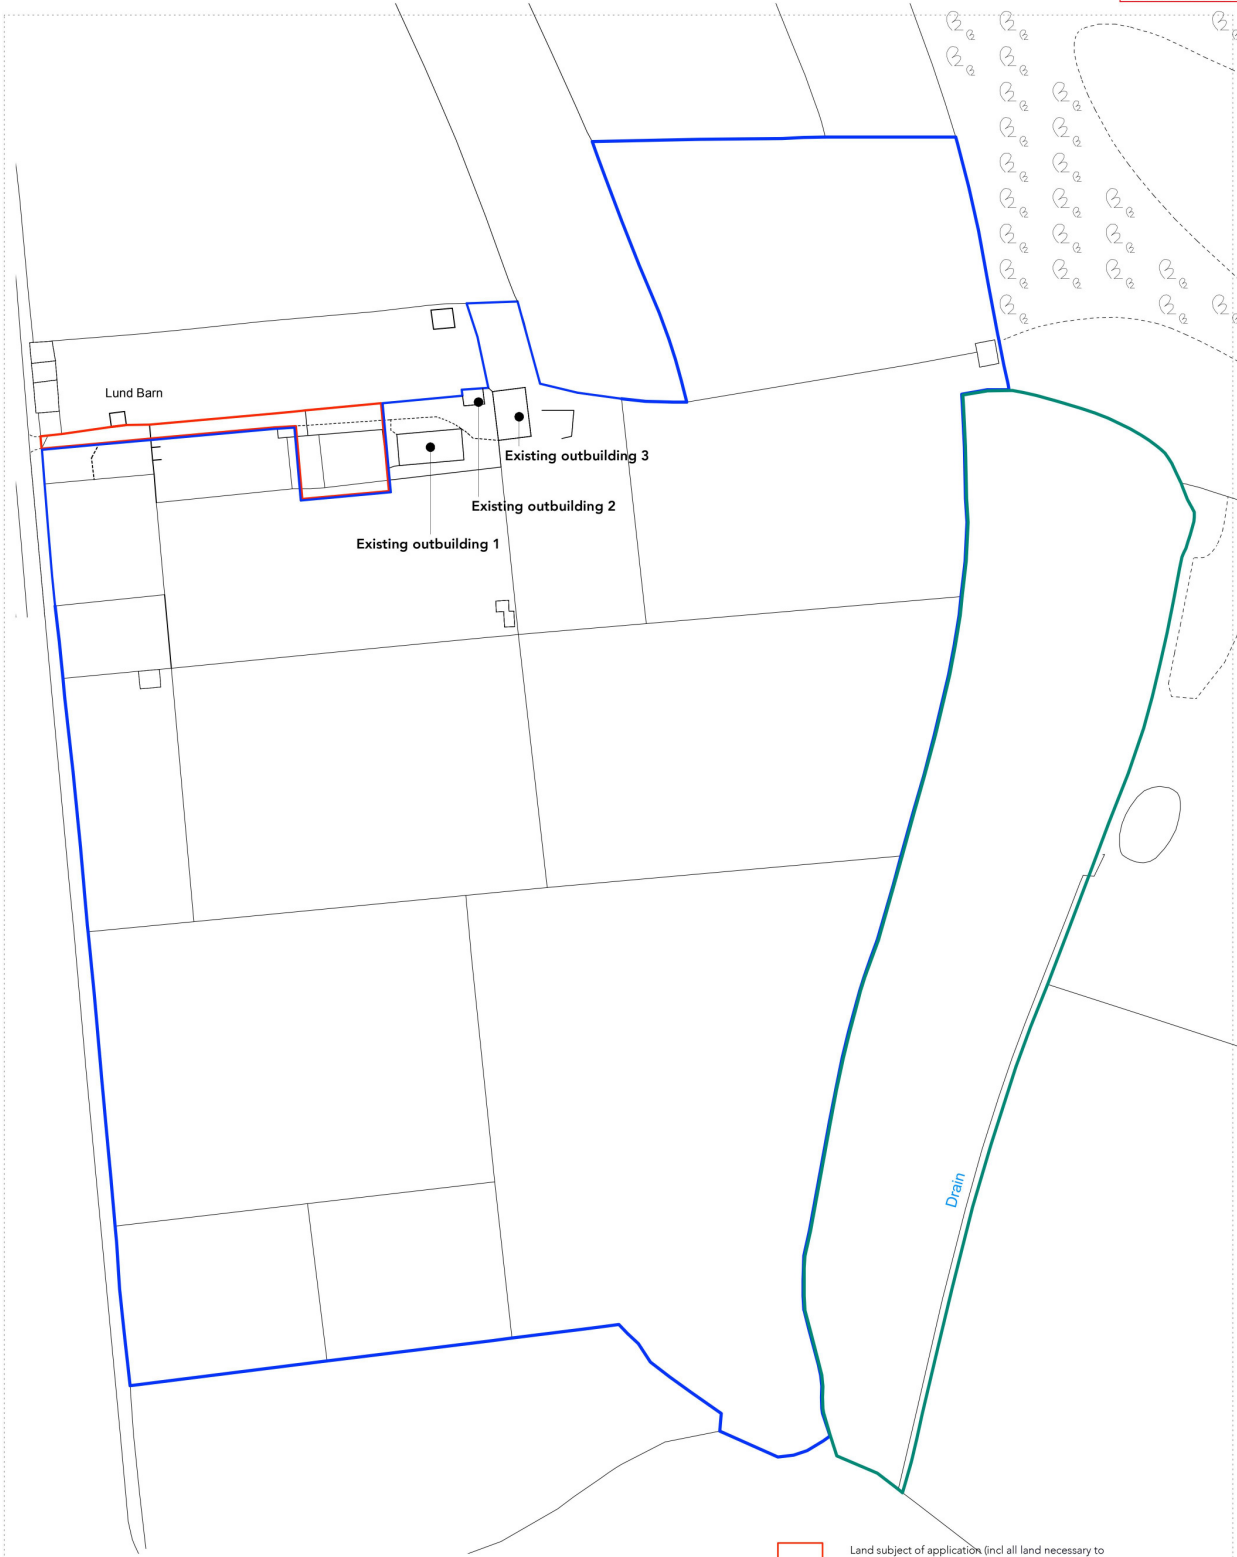 Lund Barn
Existing outbuilding 3
Existing outbuilding 2
Existing outbuilding 1
Drain
Land subject of application (incl all land necessary to